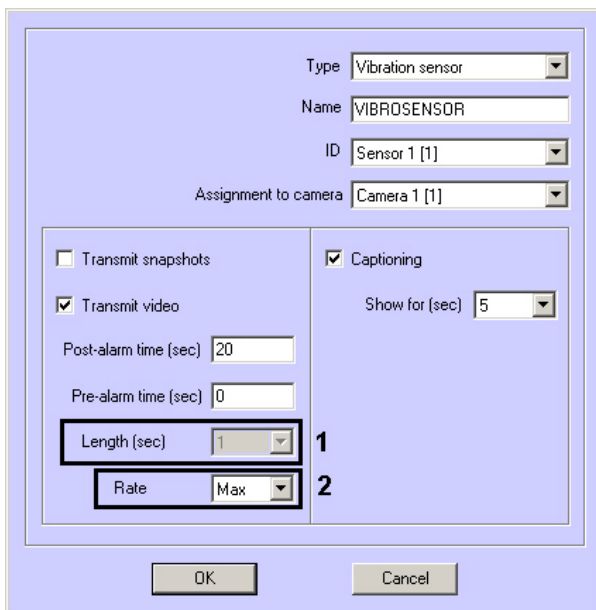 Type Vibration sensor
Name VIBROSENSOR
ID Sensor 1 [1]
Assignment to camera Camera 1 [1]
Transmit snapshots
Transmit video
Post-alarm time (sec) 20
Pre-alarm time (sec) 0
Length (sec) 1 1
Rate Max 2
Captioning
Show for (sec) 5
OK Cancel